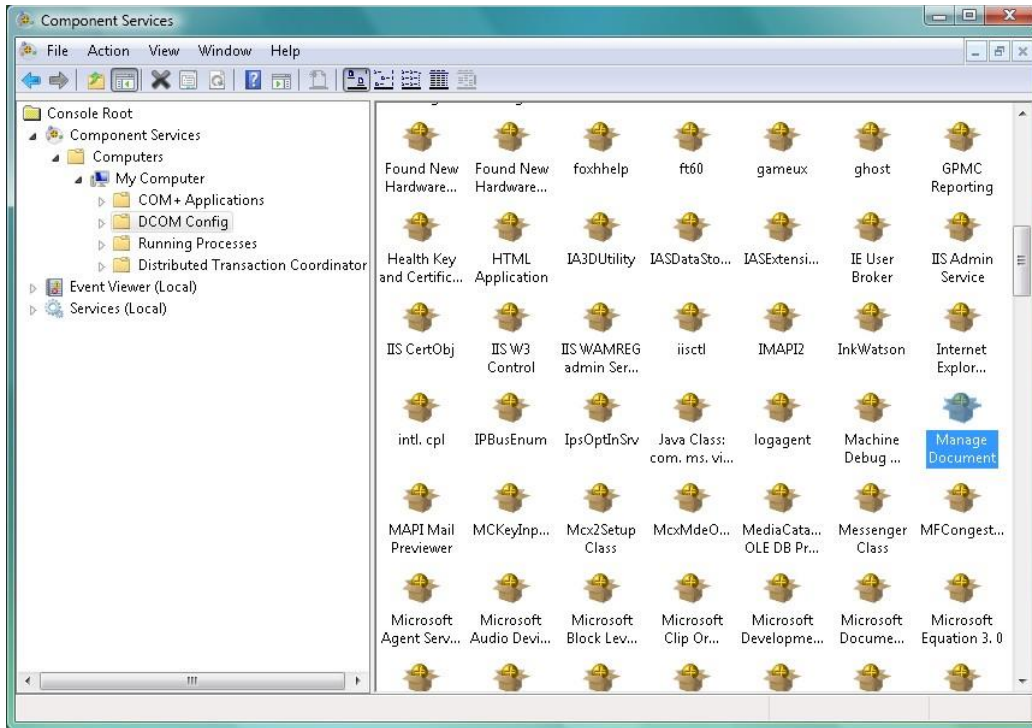 Component Services
File Action View Window Help
Console Root
Component Services
Computers
My Computer
COM+ Applications
DCOM Config
Running Processes
Distributed Transaction Coordinator
Event Viewer (Local)
Services (Local)
Found New Hardware...
Found New Hardware...
foxhhelp
ft60
gameux
ghost
GPMC Reporting
Health Key and Certific...
HTML Application
IA3DUtility
IASDataSto...
IASExtensi...
IE User Broker
IIS Admin Service
IIS CertObj
IIS W3 Control
IIS WAMREG admin Ser...
iisctl
IMAPI2
InkWatson
Internet Explor...
intl. cpl
IPBusEnum
IpsOptInSrv
Java Class: com. ms. vi...
logagent
Machine Debug ...
Manage Document
MAPI Mail Previewer
MCKeyInp...
Mcx2Setup Class
McxMdeO...
MediaCata... OLE DB Pr...
Messenger Class
MFCongest...
Microsoft Agent Serv...
Microsoft Audio Devi...
Microsoft Block Lev...
Microsoft Clip Or...
Microsoft Developme...
Microsoft Docume...
Microsoft Equation 3. 0